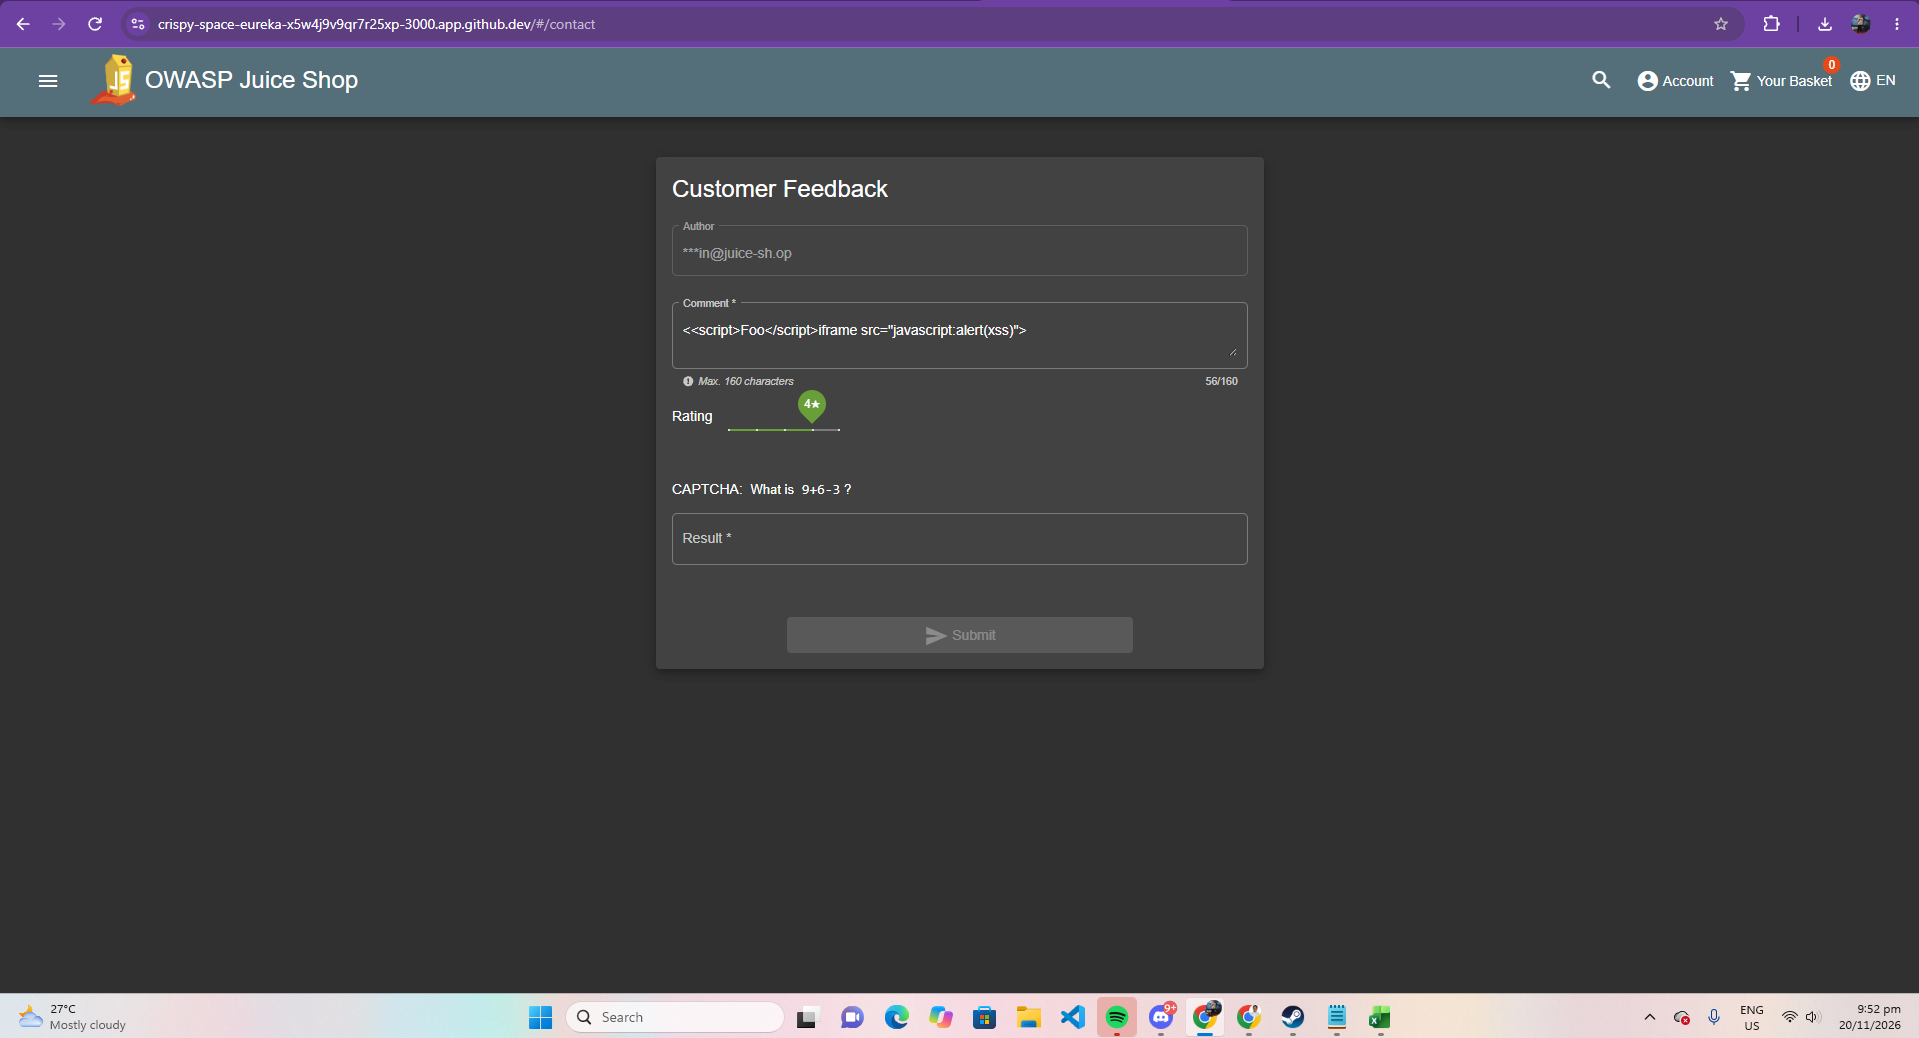 crispy-space-eureka-x5w4j9v9qr7r25xp-3000.app.github.dev/#/contact
OWASP Juice Shop
Account
0
Your Basket
EN
Customer Feedback
Author
***in@juice-sh.op
Comment *
<<script>Foo</script>iframe src="javascript:alert(xss)">
Max. 160 characters
56/160
Rating
4★
CAPTCHA: What is 9+6-3 ?
Result *
Submit
27°C
Mostly cloudy
Search
9+
ENG
US
9:52 pm
20/11/2026